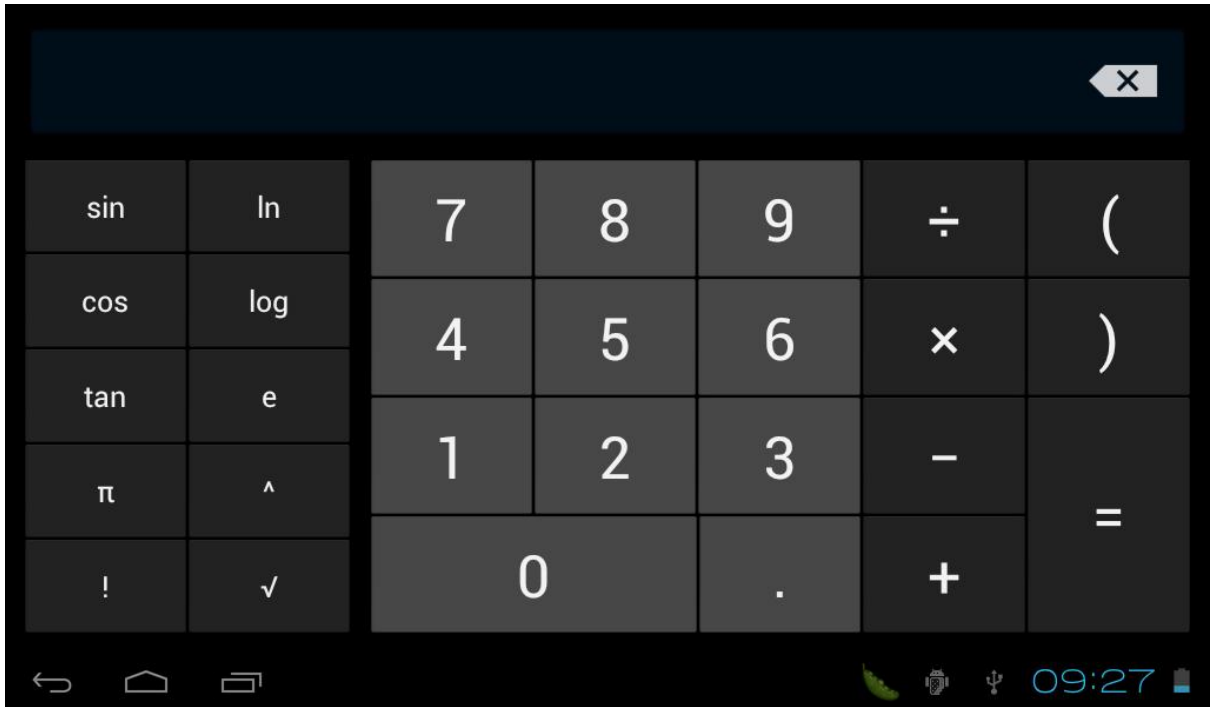 sin ln 7 8 9 ÷ (
cos log 4 5 6 × )
tan e 1 2 3 −
π ^ =
! √ 0 . +
09:27